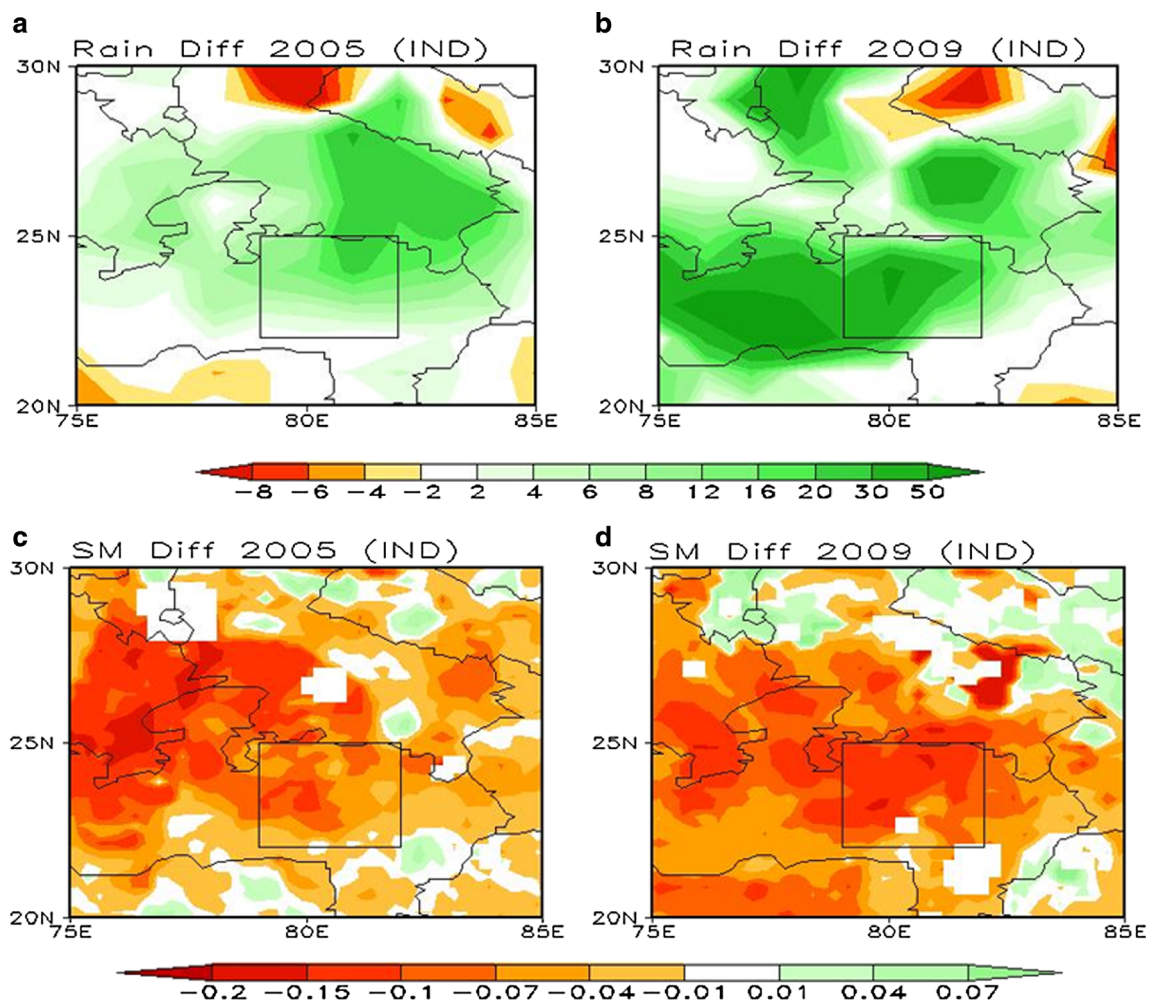 a
b
Rain Diff 2005 (IND)
Rain Diff 2009 (IND)
30N
30N
25N
25N
20N
20N
75E 80E 85E
75E 80E 85E
−8 −6 −4 −2 2 4 6 8 12 16 20 30 50
c
d
SM Diff 2005 (IND)
SM Diff 2009 (IND)
30N
30N
25N
25N
20N
20N
75E 80E 85E
75E 80E 85E
−0.2 −0.15 −0.1 −0.07 −0.04 −0.01 0.01 0.04 0.07